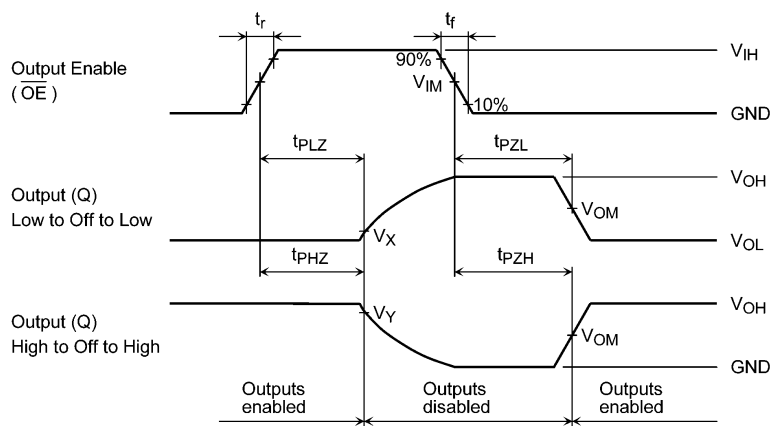 tr
tf
Output Enable
( OE )
90%
VIM
10%
VIH
GND
tPLZ
tPZL
Output (Q)
Low to Off to Low
VX
VOM
VOH
VOL
tPHZ
tPZH
Output (Q)
High to Off to High
VY
VOM
VOH
GND
Outputs
enabled
Outputs
disabled
Outputs
enabled